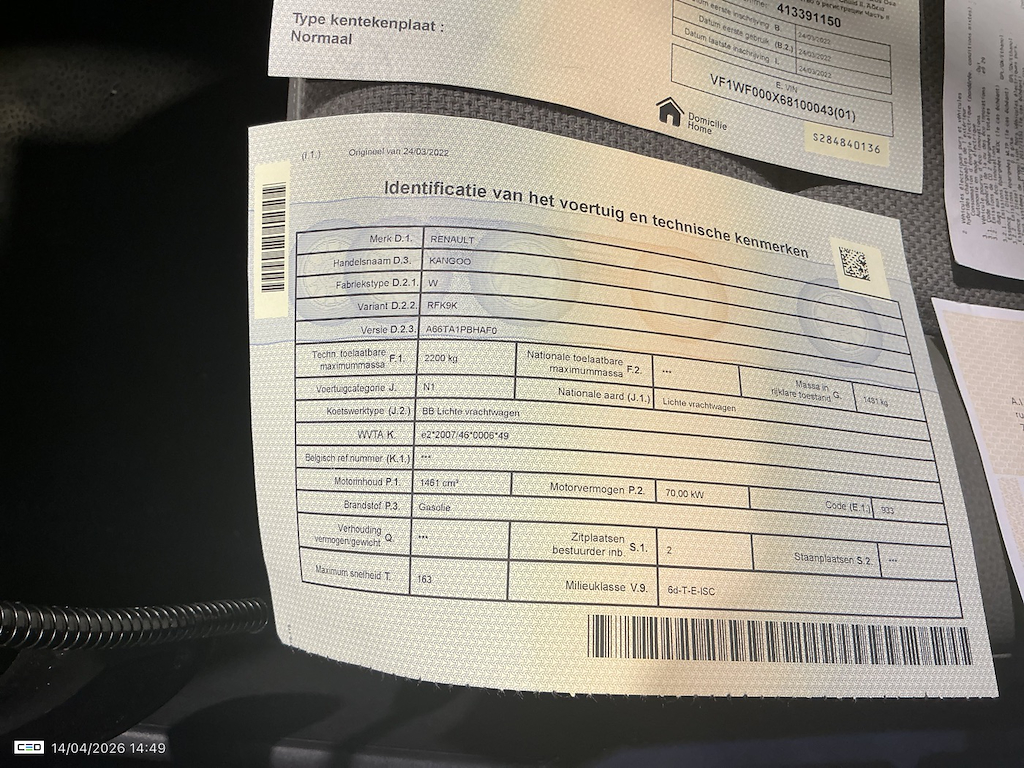 Type kentekenplaat :
Normaal
413391150
Datum eerste inschrijving B. 24/03/2022
Datum eerste gebruik (B.2.) 24/03/2022
Datum laatste inschrijving I. 24/03/2022
E. VIN
VF1WF000X68100043(01)
Domicilie
Home
S284840136
(I.1.) Origineel van 24/03/2022
Identificatie van het voertuig en technische kenmerken
Merk D.1. RENAULT
Handelsnaam D.3. KANGOO
Fabriekstype D.2.1. W
Variant D.2.2. RFK9K
Versie D.2.3. A66TA1PBHAF0
Techn. toelaatbare maximummassa F.1. 2200 kg Nationale toelaatbare maximummassa F.2. *** Massa in rijklare toestand G. 1481 kg
Voertuigcategorie J. N1 Nationale aard (J.1.) Lichte vrachtwagen
Koetswerktype (J.2.) BB Lichte vrachtwagen
WVTA K. e2*2007/46*0006*49
Belgisch ref.nummer (K.1.) ***
Motorinhoud P.1. 1461 cm³ Motorvermogen P.2. 70,00 kW Code (E.1.) 933
Brandstof P.3. Gasolie
Verhouding vermogen/gewicht Q. *** Zitplaatsen bestuurder inb. S.1. 2 Staanplaatsen S.2. ***
Maximum snelheid T. 163 Milieuklasse V.9. 6d-T-E-ISC
CEO 14/04/2026 14:49